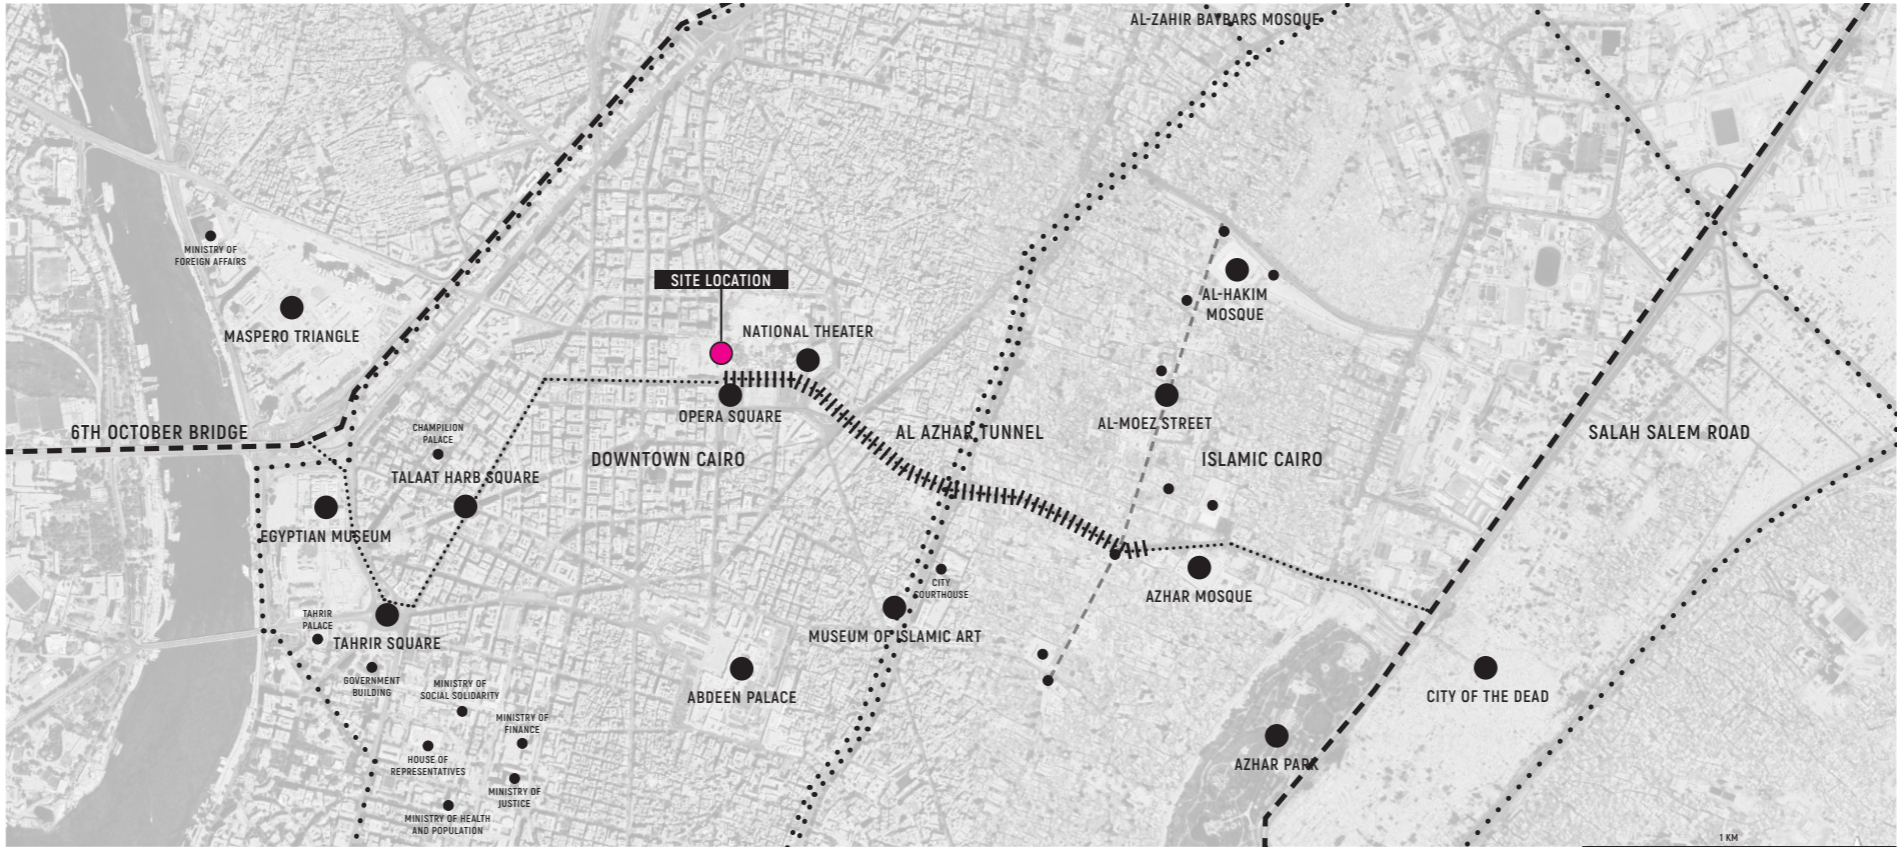 AL-ZAHIR BAYBARS MOSQUE
MINISTRY OF
FOREIGN AFFAIRS
MASPERO TRIANGLE
SITE LOCATION
NATIONAL THEATER
OPERA SQUARE
AL-HAKIM
MOSQUE
AL-MOEZ STREET
6TH OCTOBER BRIDGE
CHAMPILION
PALACE
TALAAT HARB SQUARE
DOWNTOWN CAIRO
AL AZHAR TUNNEL
ISLAMIC CAIRO
SALAH SALEM ROAD
EGYPTIAN MUSEUM
CITY
COURTHOUSE
AZHAR MOSQUE
TAHRIR
PALACE
TAHRIR SQUARE
MUSEUM OF ISLAMIC ART
GOVERNMENT
BUILDING
MINISTRY OF
SOCIAL SOLIDARITY
ABDEEN PALACE
CITY OF THE DEAD
MINISTRY OF
FINANCE
HOUSE OF
REPRESENTATIVES
AZHAR PARK
MINISTRY OF
JUSTICE
MINISTRY OF HEALTH
AND POPULATION
1 KM